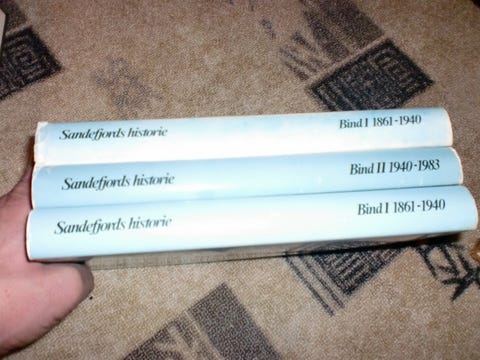 Sandefjords historie Bind I 1861-1940
Sandefjords historie Bind II 1940-1983
Sandefjords historie Bind I 1861-1940